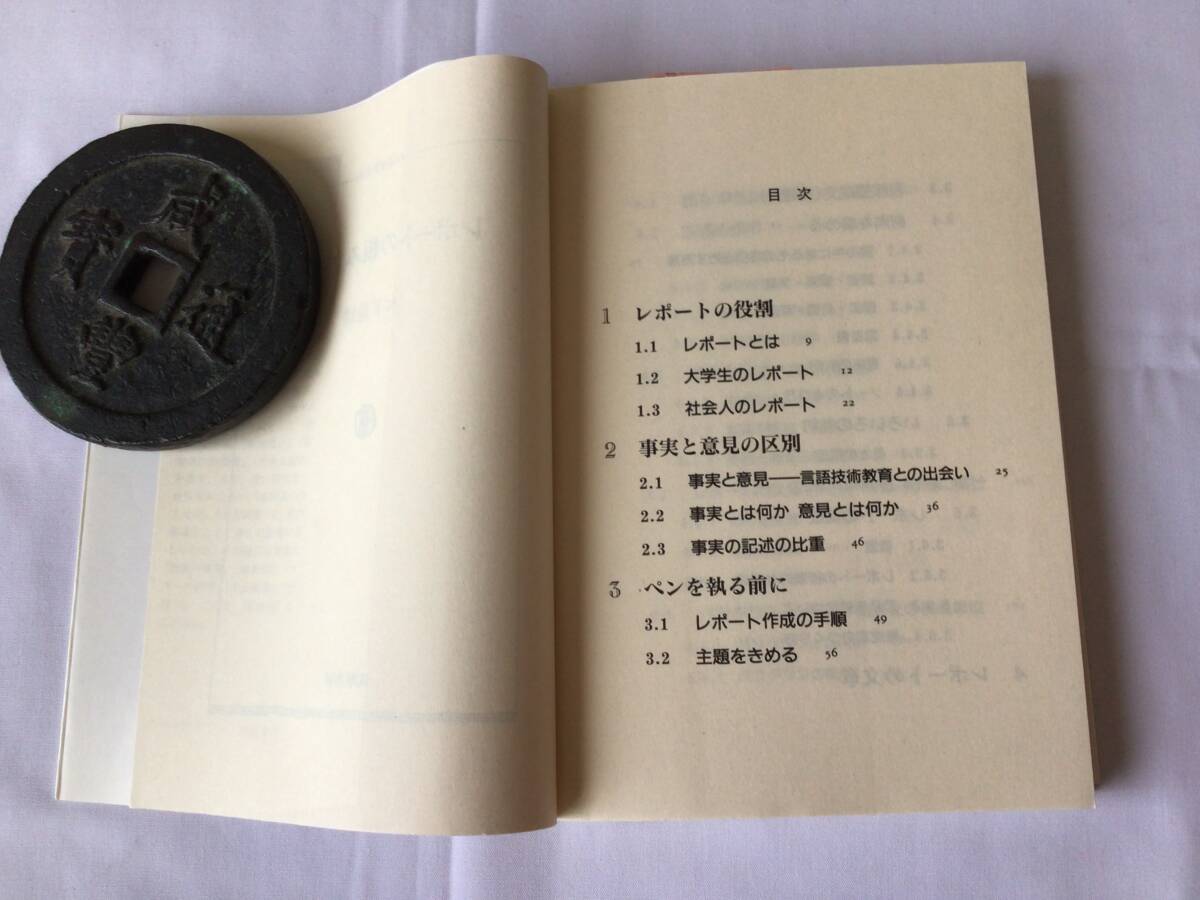 咸
豐
重
寶
目 次
1 レポートの役割
1.1 レポートとは 9
1.2 大学生のレポート 12
1.3 社会人のレポート 22
2 事実と意見の区別
2.1 事実と意見——言語技術教育との出会い 25
2.2 事実とは何か 意見とは何か 36
2.3 事実の記述の比重 46
3 ペンを執る前に
3.1 レポート作成の手順 49
3.2 主題をきめる 56